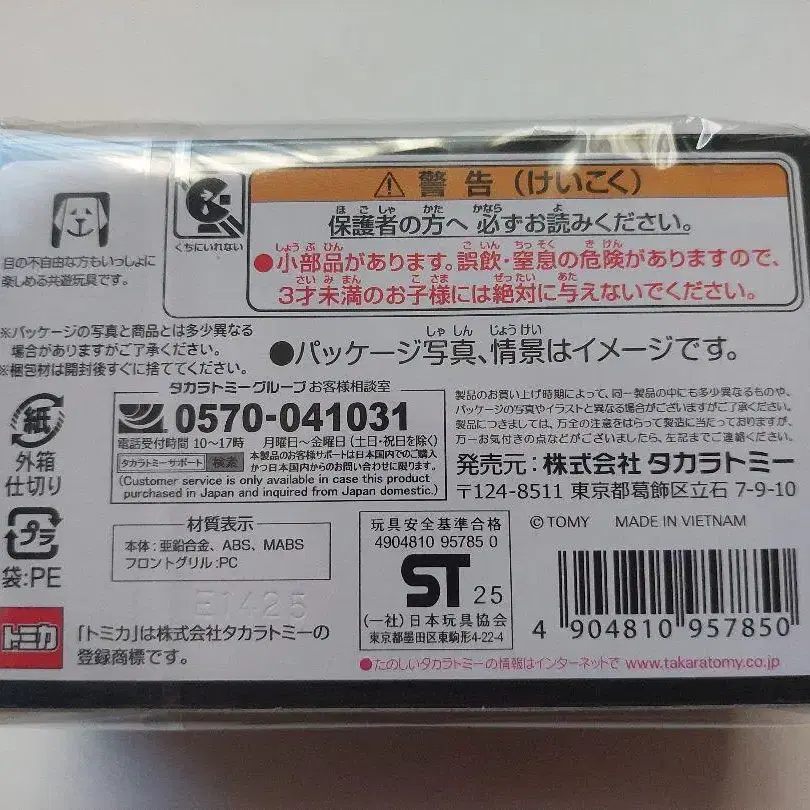 警告（けいこく）
保護者の方へ 必ずお読みください。
●小部品があります。誤飲・窒息の危険がありますので、
3才未満のお子様には絶対に与えないでください。
くちにいれない
目の不自由な方もいっしょに
楽しめる共遊玩具です。
※パッケージの写真と商品とは多少異なる
場合がありますがご了承ください。
※梱包材は開封後すぐに捨ててください。
●パッケージ写真、情景はイメージです。
タカラトミーグループ お客様相談室
0570-041031
電話受付時間 10〜17時 月曜日〜金曜日（土日・祝日を除く）
タカラトミーサポート 検索
本製品のお客様サポートは日本国内でのご購入
かつ日本国内からのお問い合わせに限ります。
(Customer service is only available in case this product
purchased in Japan and inquired from Japan domestic.)
製品のお買い上げ時期によって、同一製品の中にも多少異なるものや、
パッケージの写真やイラストと異なる場合がございますがご了承ください。
製品につきましては、万全の注意をはらって製造に当たっておりますが、
万一お気付きの点などがございましたら、左記までご連絡ください。
発売元：株式会社 タカラトミー
〒124-8511 東京都葛飾区立石 7-9-10
紙
外箱
仕切り
プラ
袋:PE
材質表示
本体：亜鉛合金、ABS、MABS
フロントグリル：PC
E1425
玩具安全基準合格
4904810 95785 0
ST 25
（一社）日本玩具協会
東京都墨田区東駒形4-22-4
© TOMY MADE IN VIETNAM
4 904810 957850
トミカ
「トミカ」は株式会社タカラトミーの
登録商標です。
●たのしいタカラトミーの情報はインターネットで www.takaratomy.co.jp